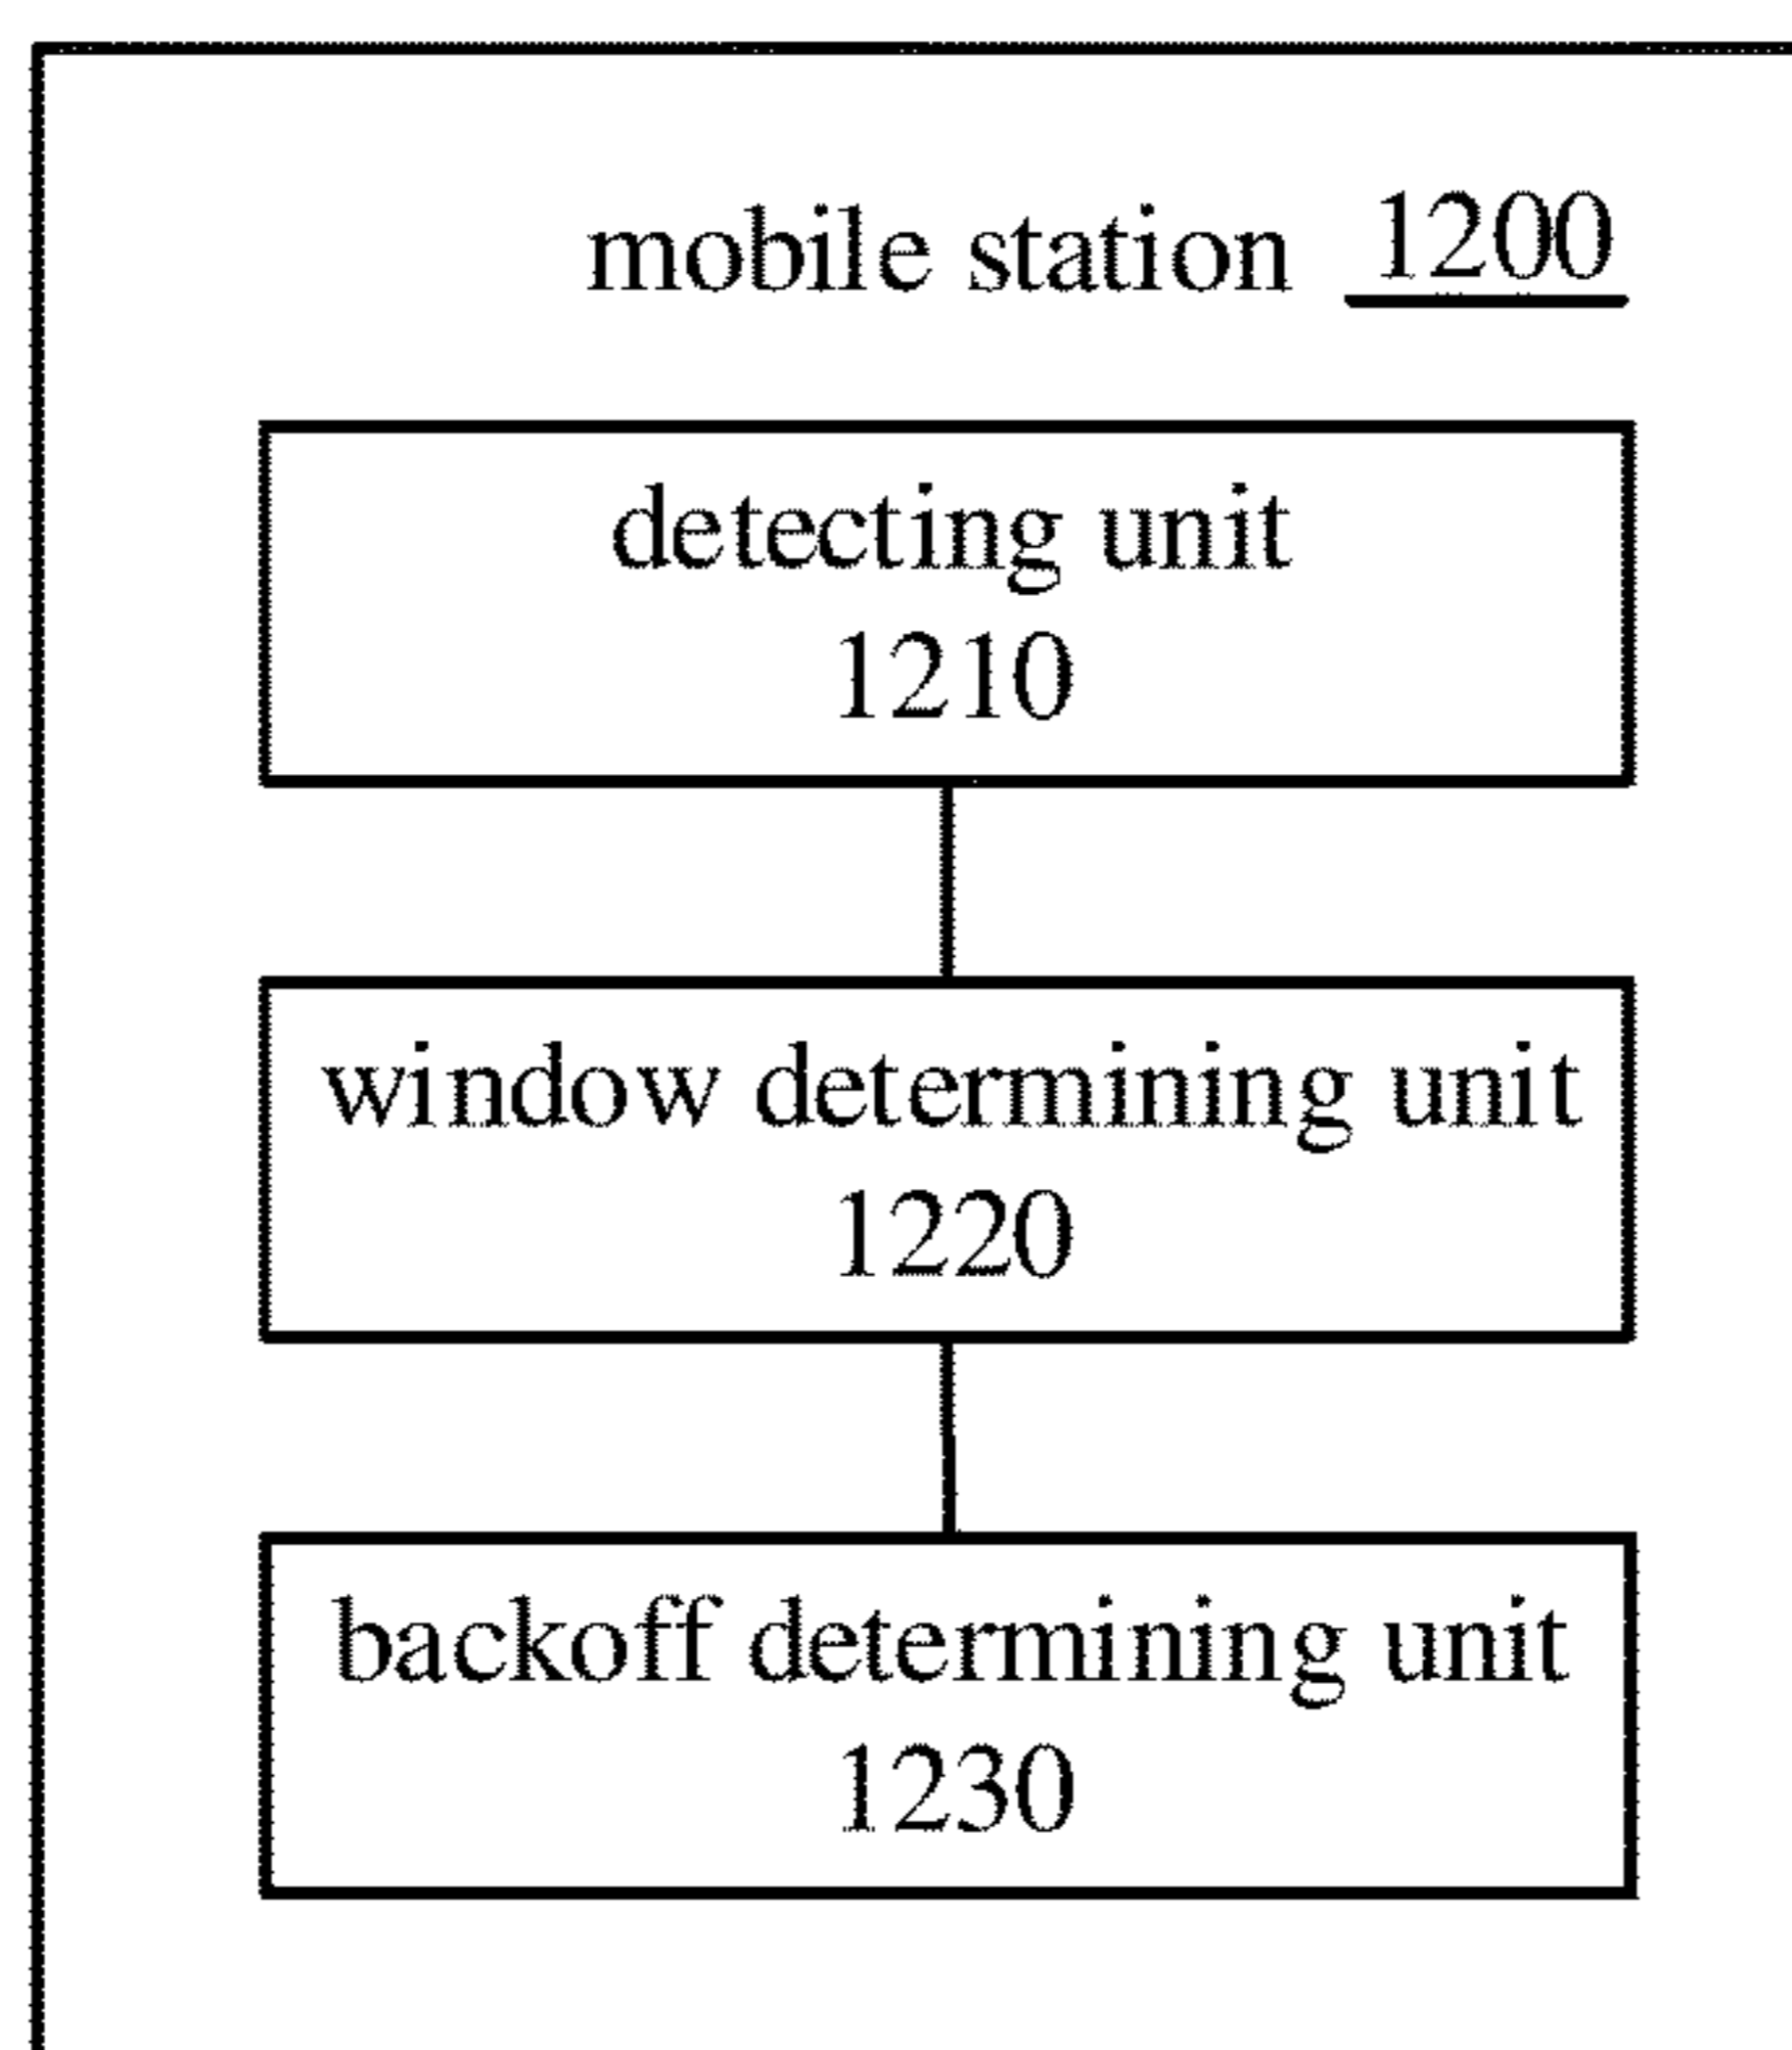 mobile station 1200
detecting unit
1210
window determining unit
1220
backoff determining unit
1230